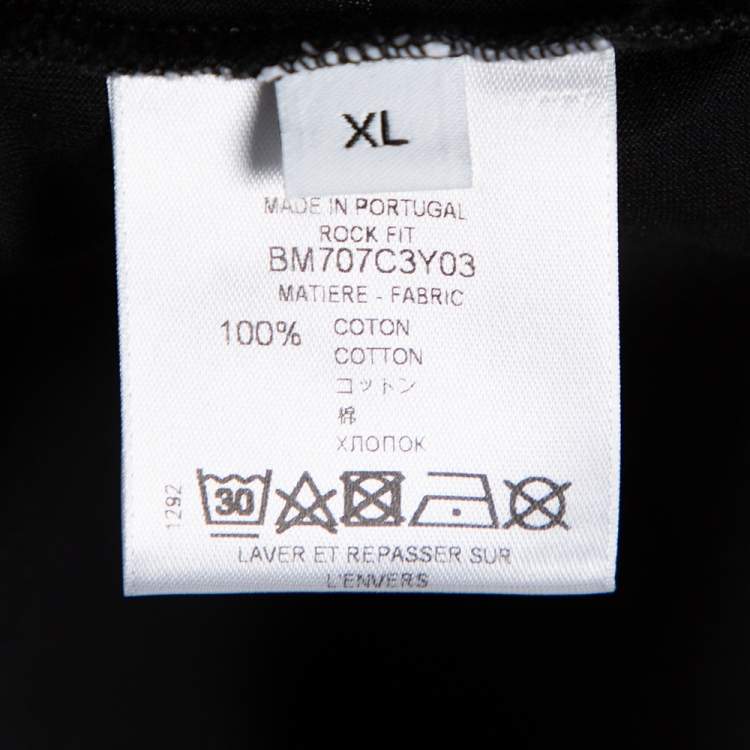 XL
MADE IN PORTUGAL
ROCK FIT
BM707C3Y03
MATIERE - FABRIC
100% COTON
COTTON
コットン
棉
ХЛОПОК
1292
30
LAVER ET REPASSER SUR
L'ENVERS